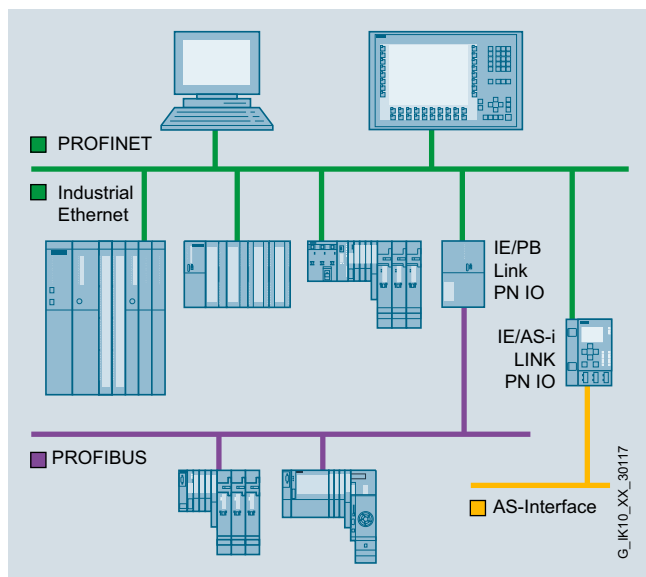 PROFINET
Industrial
Ethernet
IE/PB
Link
PN IO
IE/AS-i
LINK
PN IO
PROFIBUS
AS-Interface
G_IK10_XX_30117